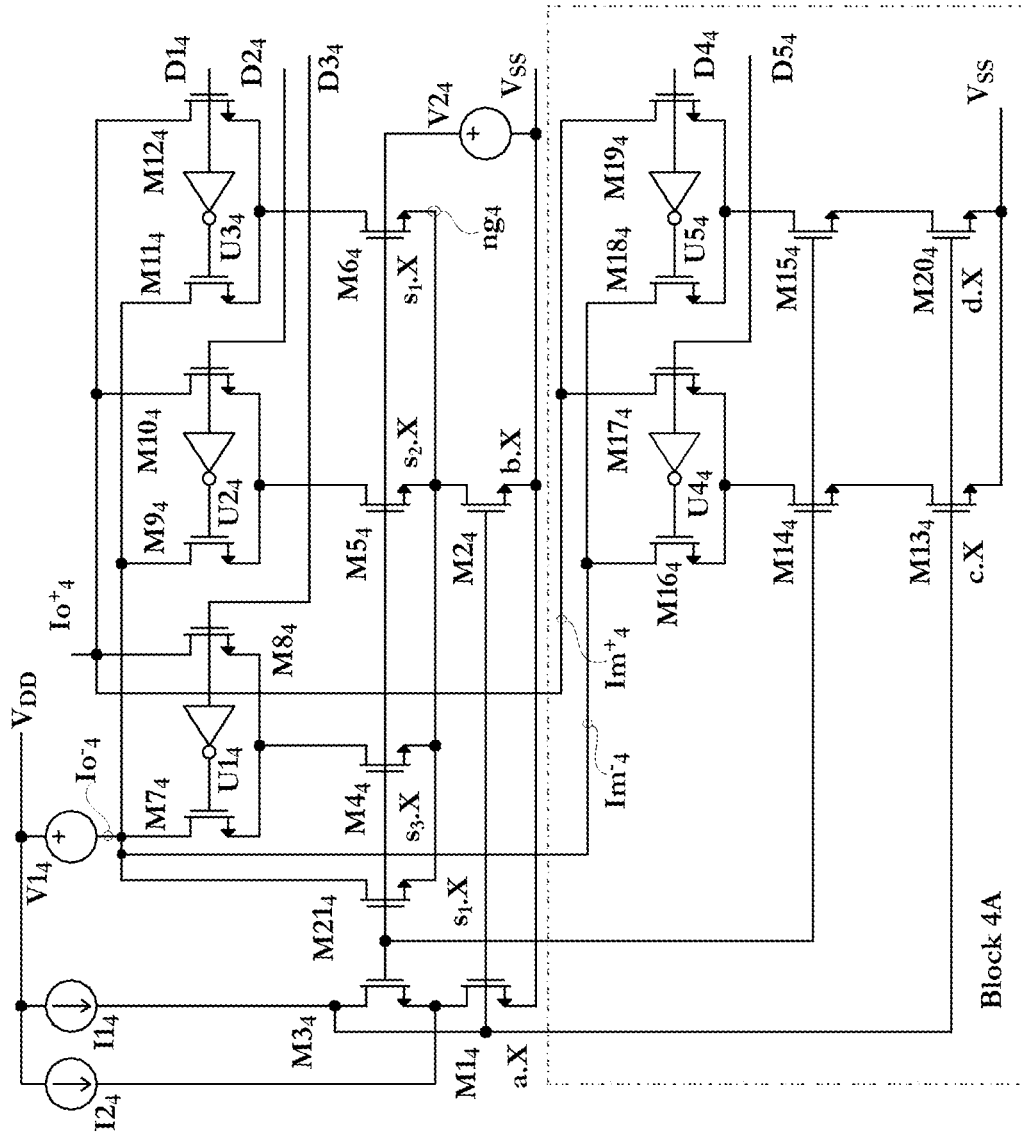 V_DD
V1₄
+
Io⁺₄
Io⁻₄
I2₄
I1₄
M7₄
M9₄
M10₄
M11₄
M12₄
D1₄
U1₄
U2₄
U3₄
D2₄
M8₄
D3₄
M3₄
M21₄
M4₄
M5₄
M6₄
s₃.X
s₂.X
s₁.X
V2₄
+
s₁.X
M1₄
M2₄
ng₄
a.X
b.X
V_SS
Im⁻₄
Im⁺₄
M17₄
M18₄
M19₄
M16₄
U4₄
U5₄
D4₄
D5₄
M14₄
M15₄
M13₄
M20₄
c.X
d.X
V_SS
Block 4A